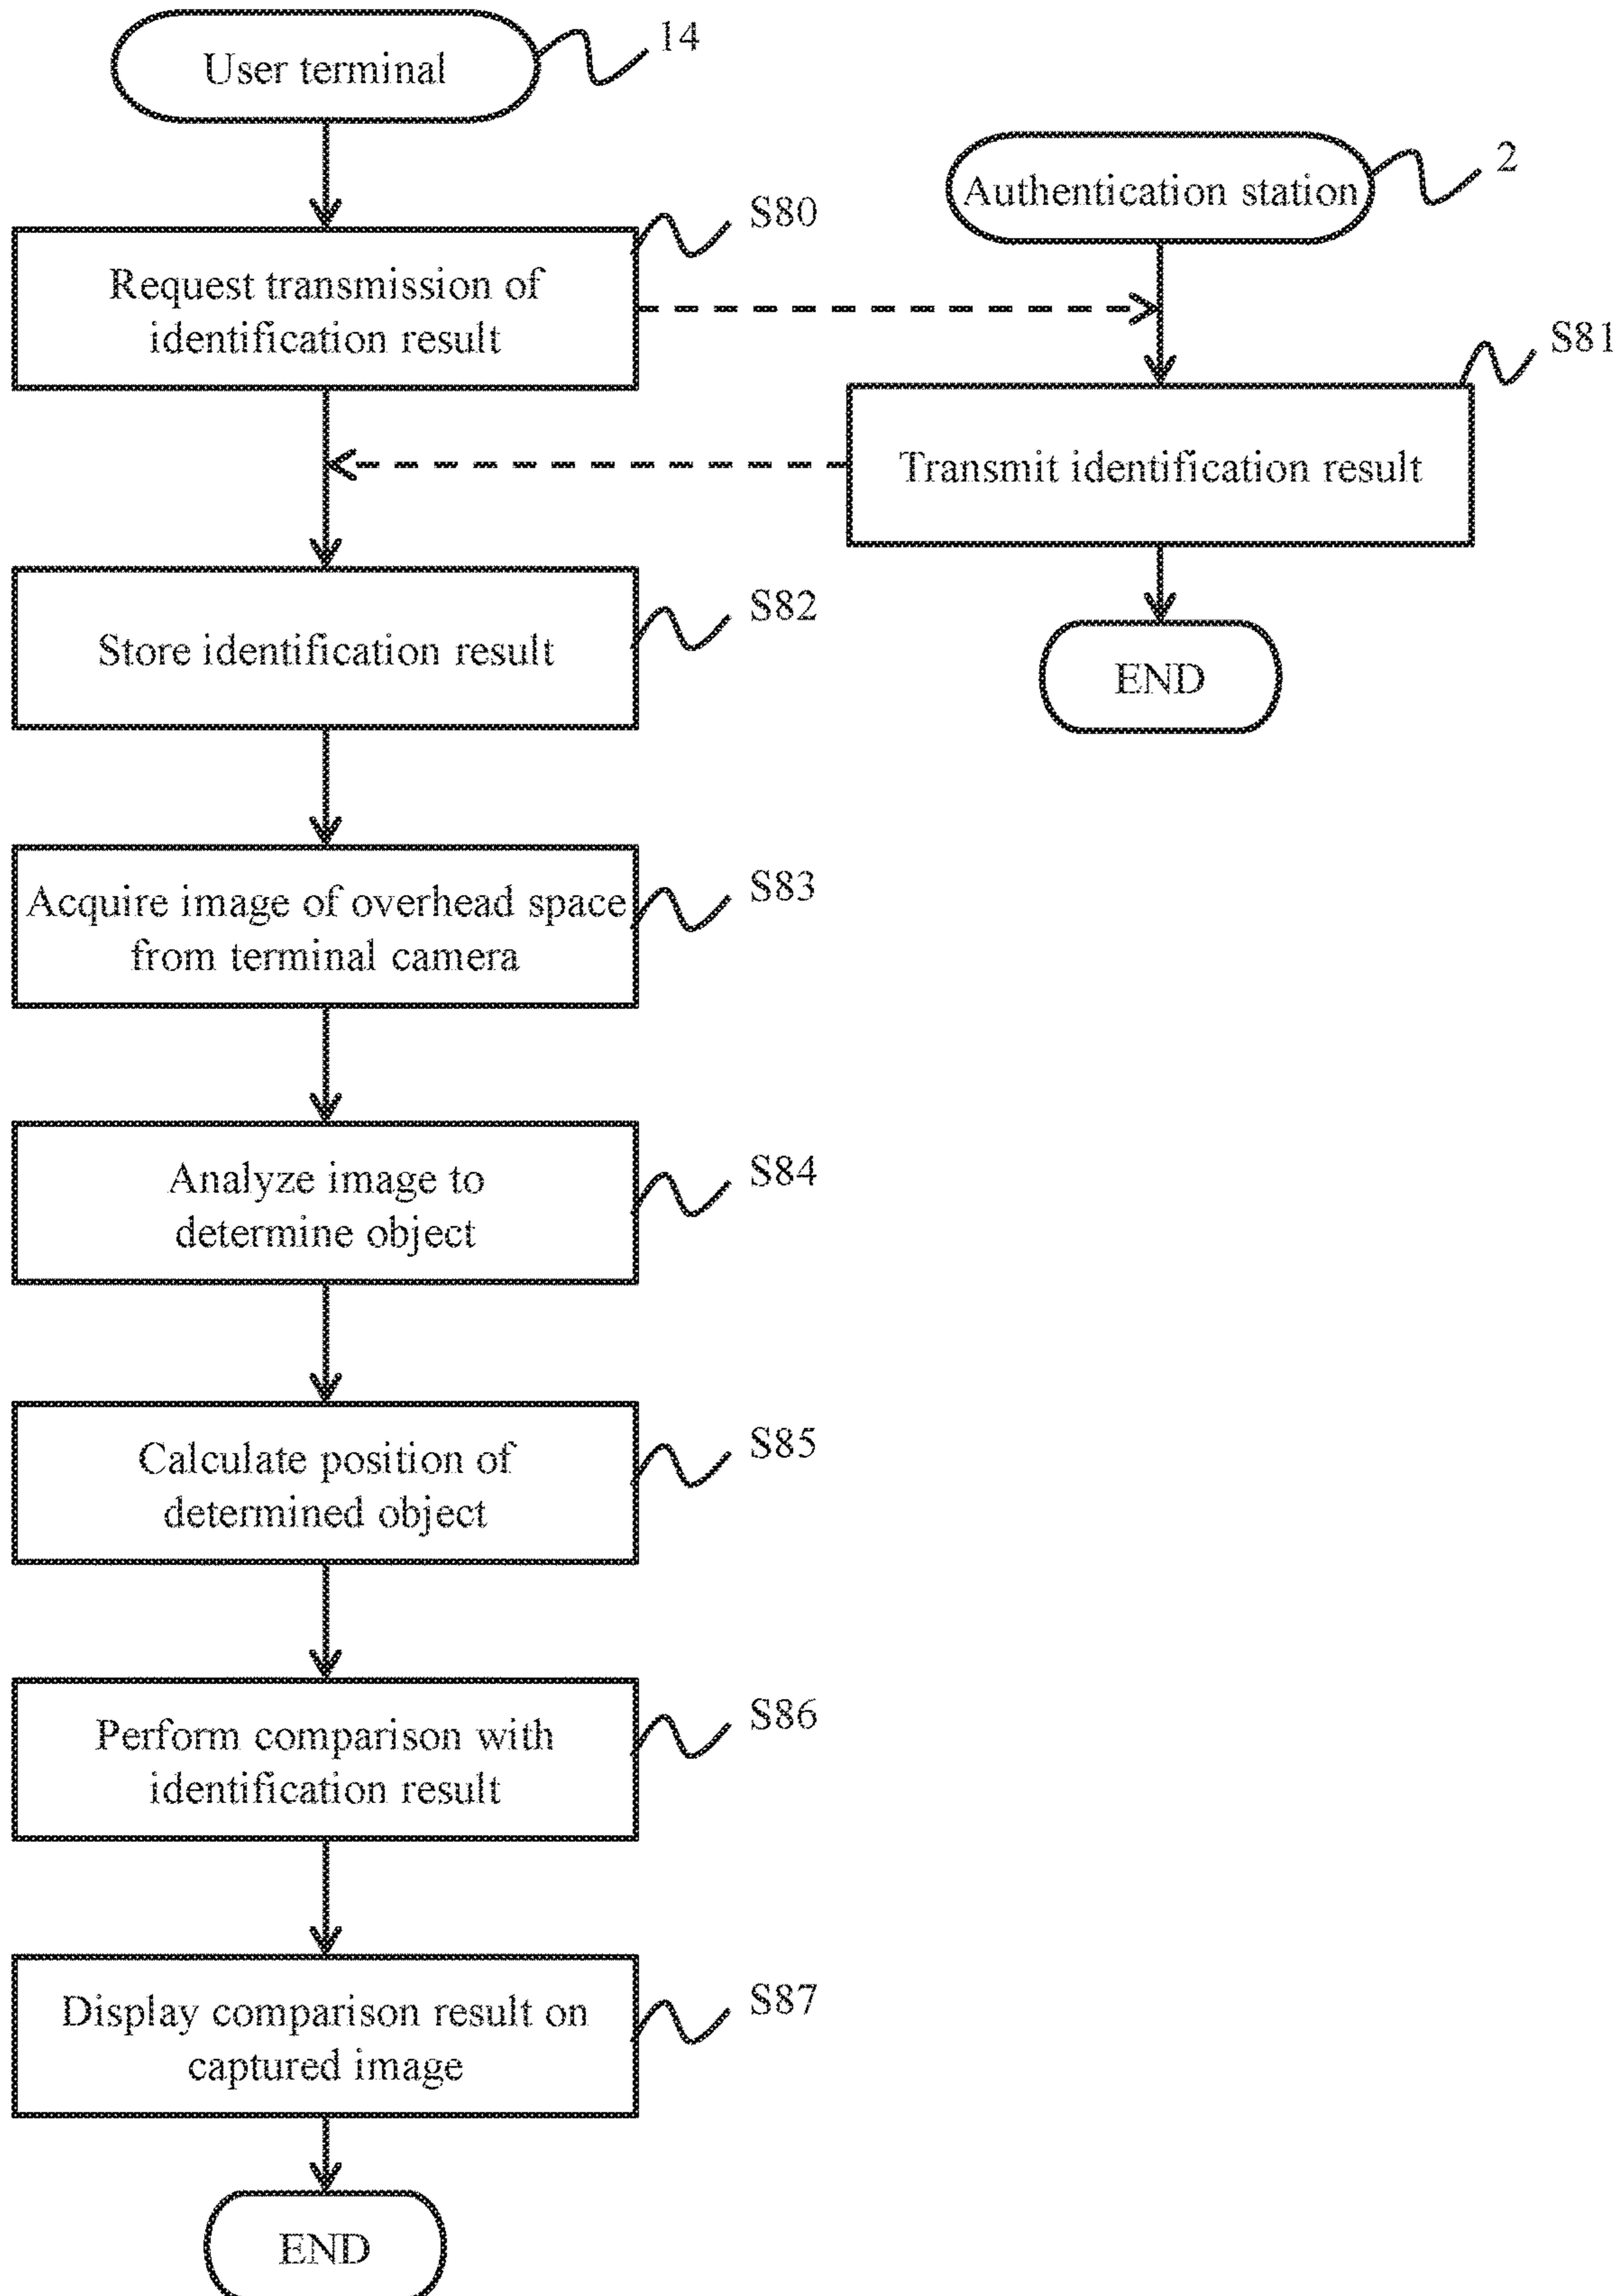 User terminal
14
Authentication station
2
S80
Request transmission of
identification result
S81
Transmit identification result
S82
Store identification result
END
S83
Acquire image of overhead space
from terminal camera
S84
Analyze image to
determine object
S85
Calculate position of
determined object
S86
Perform comparison with
identification result
S87
Display comparison result on
captured image
END